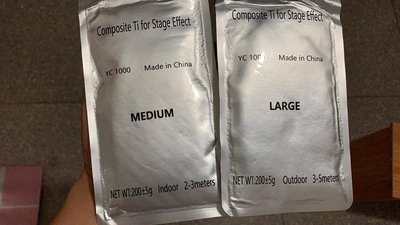 Composite Ti for Stage Effect
YC 1000 Made in China
MEDIUM
NET WT:200±5g Indoor 2-3meters
Composite Ti for Stage Effect
YC 1000 Made in China
LARGE
NET WT:200±5g Outdoor 3-5meters